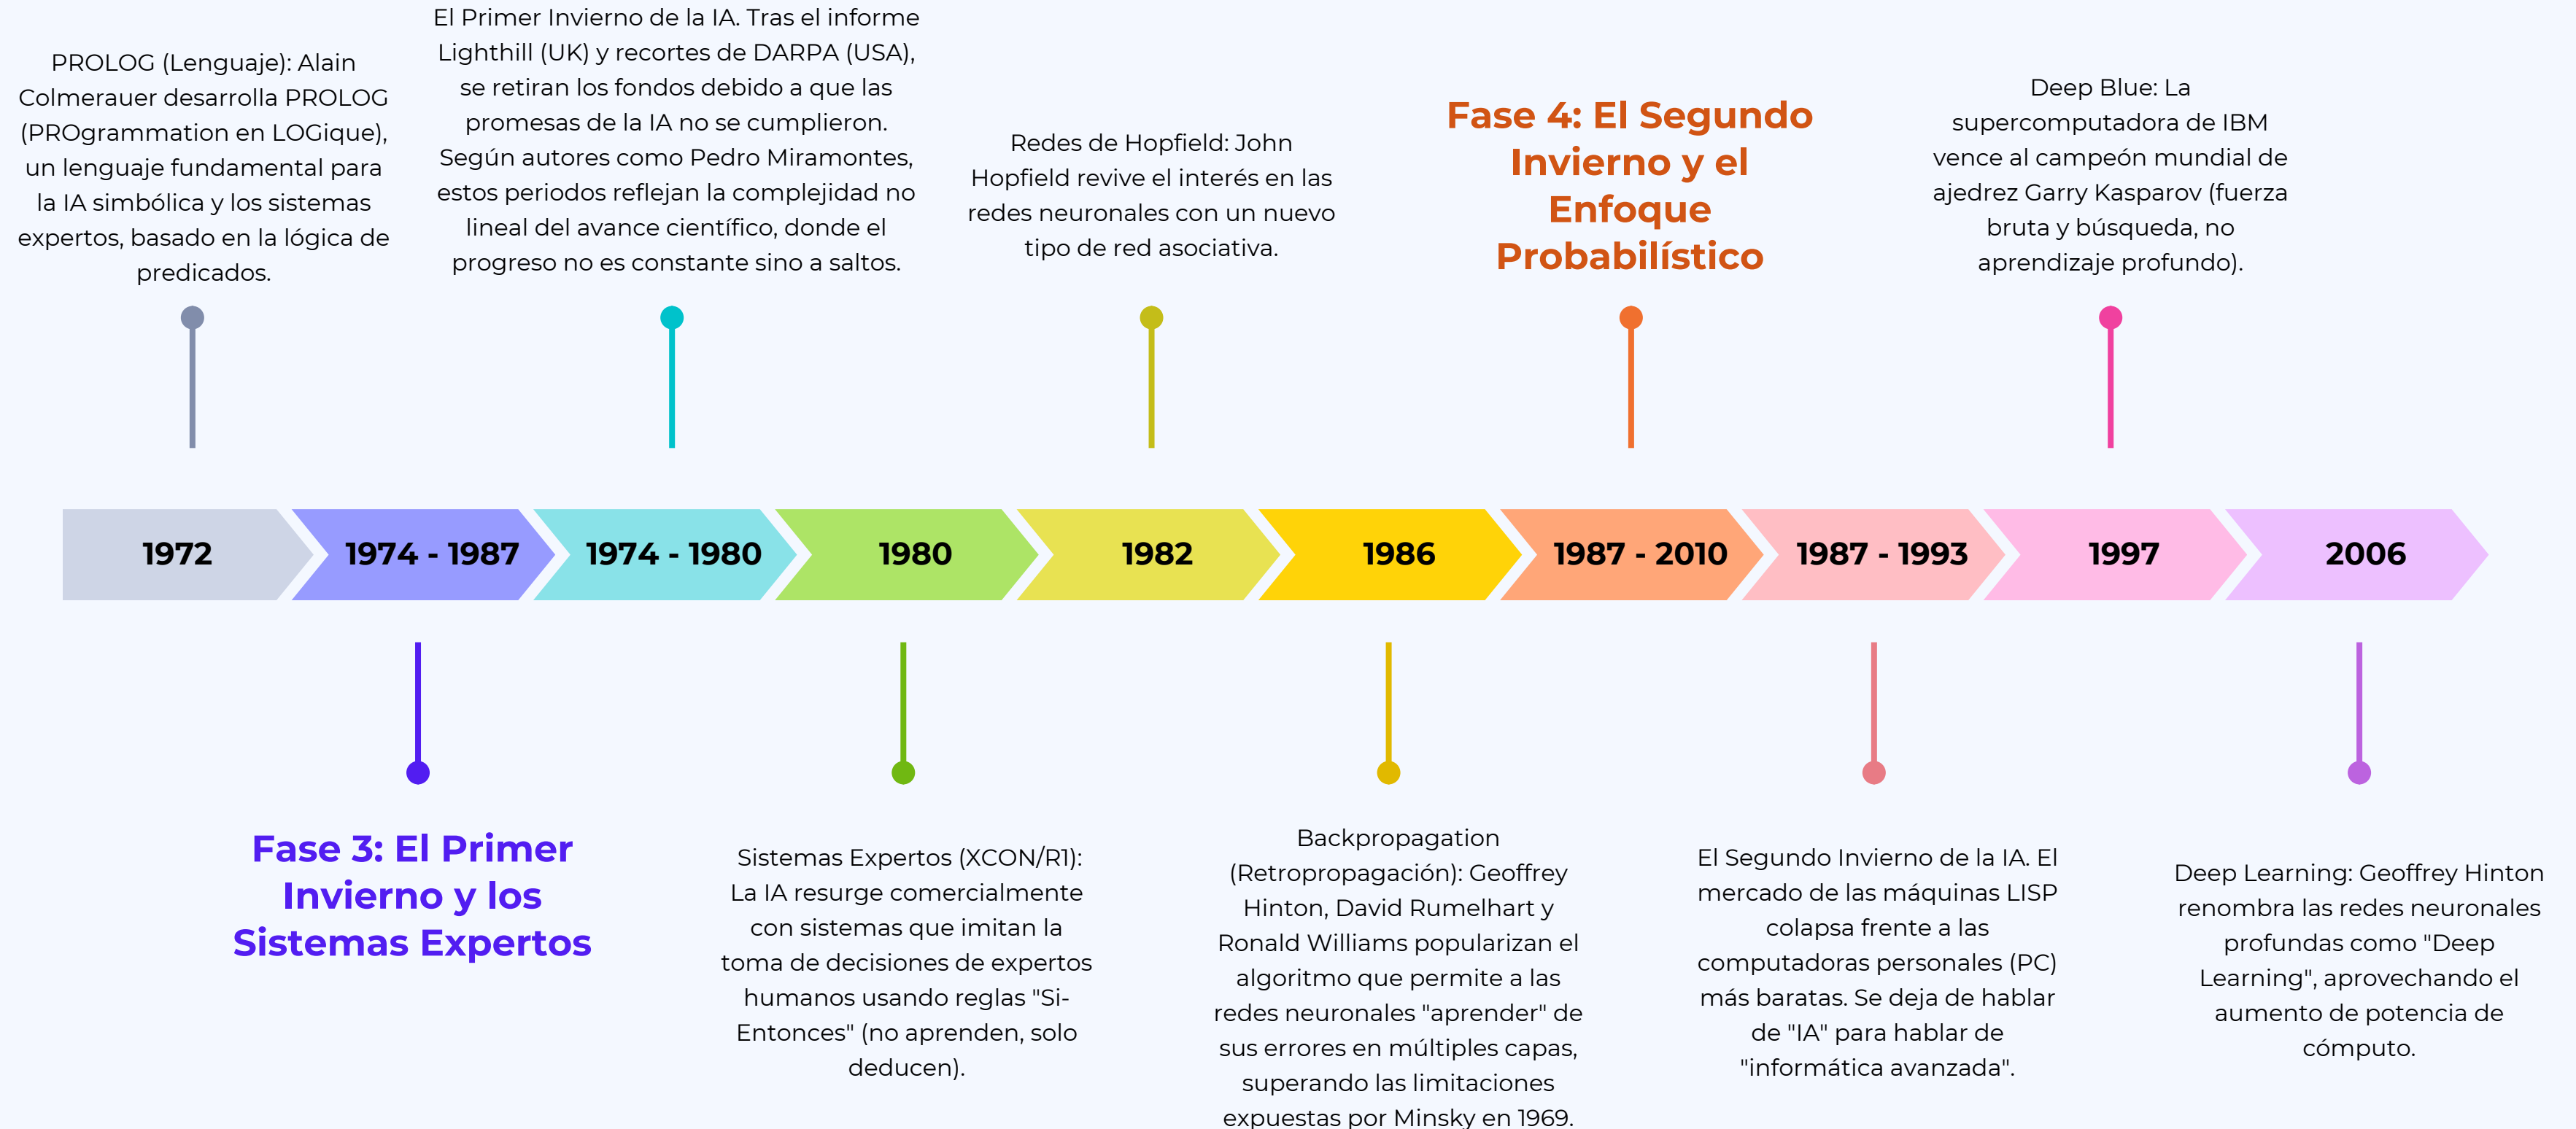 PROLOG (Lenguaje): Alain
Colmerauer desarrolla PROLOG
(PROgrammation en LOGique),
un lenguaje fundamental para
la IA simbólica y los sistemas
expertos, basado en la lógica de
predicados.
El Primer Invierno de la IA. Tras el informe
Lighthill (UK) y recortes de DARPA (USA),
se retiran los fondos debido a que las
promesas de la IA no se cumplieron.
Según autores como Pedro Miramontes,
estos periodos reflejan la complejidad no
lineal del avance científico, donde el
progreso no es constante sino a saltos.
Redes de Hopfield: John
Hopfield revive el interés en las
redes neuronales con un nuevo
tipo de red asociativa.
Fase 4: El Segundo
Invierno y el
Enfoque
Probabilístico
Deep Blue: La
supercomputadora de IBM
vence al campeón mundial de
ajedrez Garry Kasparov (fuerza
bruta y búsqueda, no
aprendizaje profundo).
1972
1974 - 1987
1974 - 1980
1980
1982
1986
1987 - 2010
1987 - 1993
1997
2006
Fase 3: El Primer
Invierno y los
Sistemas Expertos
Sistemas Expertos (XCON/R1):
La IA resurge comercialmente
con sistemas que imitan la
toma de decisiones de expertos
humanos usando reglas "Si-
Entonces" (no aprenden, solo
deducen).
Backpropagation
(Retropropagación): Geoffrey
Hinton, David Rumelhart y
Ronald Williams popularizan el
algoritmo que permite a las
redes neuronales "aprender" de
sus errores en múltiples capas,
superando las limitaciones
expuestas por Minsky en 1969.
El Segundo Invierno de la IA. El
mercado de las máquinas LISP
colapsa frente a las
computadoras personales (PC)
más baratas. Se deja de hablar
de "IA" para hablar de
"informática avanzada".
Deep Learning: Geoffrey Hinton
renombra las redes neuronales
profundas como "Deep
Learning", aprovechando el
aumento de potencia de
cómputo.